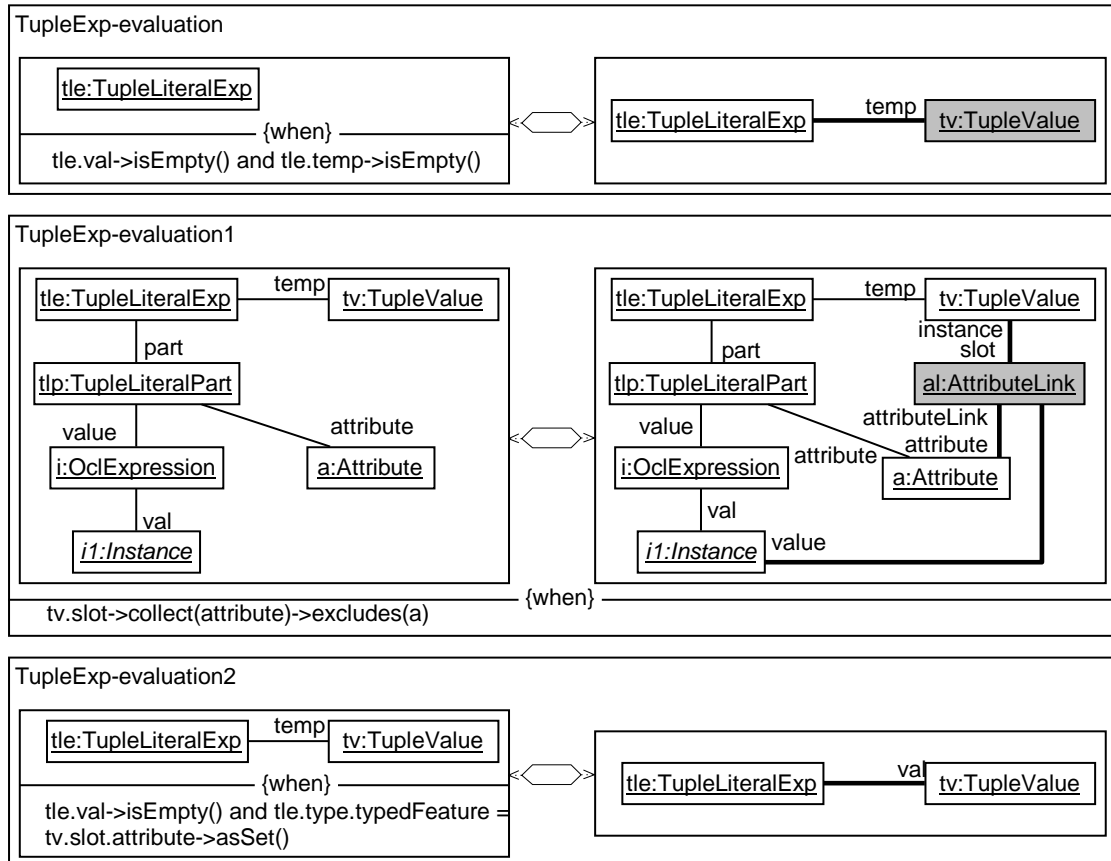 TupleExp-evaluation
tle:TupleLiteralExp
{when}
tle.val->isEmpty() and tle.temp->isEmpty()
tle:TupleLiteralExp
temp
tv:TupleValue
TupleExp-evaluation1
tle:TupleLiteralExp
temp
tv:TupleValue
part
tlp:TupleLiteralPart
value
attribute
i:OclExpression
a:Attribute
val
i1:Instance
tle:TupleLiteralExp
temp
tv:TupleValue
instance
slot
part
tlp:TupleLiteralPart
al:AttributeLink
value
attributeLink
attribute
attribute
i:OclExpression
a:Attribute
val
i1:Instance
value
{when}
tv.slot->collect(attribute)->excludes(a)
TupleExp-evaluation2
tle:TupleLiteralExp
temp
tv:TupleValue
{when}
tle.val->isEmpty() and tle.type.typedFeature =
tv.slot.attribute->asSet()
tle:TupleLiteralExp
val
tv:TupleValue